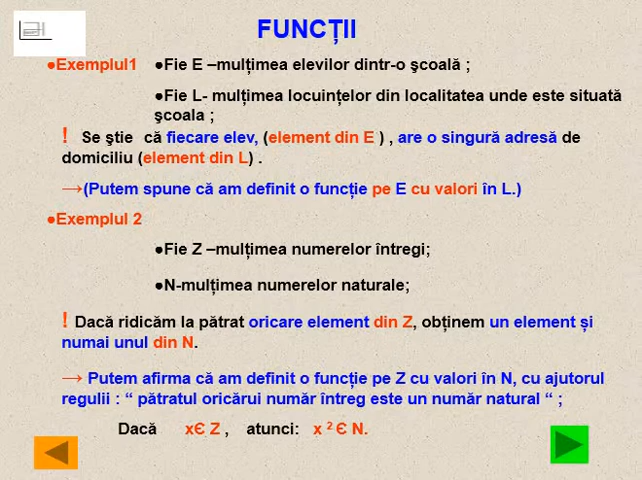 FUNCȚII
●Exemplul1 ●Fie E –mulțimea elevilor dintr-o şcoală ;
●Fie L- mulțimea locuințelor din localitatea unde este situată
şcoala ;
! Se ştie că fiecare elev, (element din E ) , are o singură adresă de
domiciliu (element din L) .
→(Putem spune că am definit o funcție pe E cu valori în L.)
●Exemplul 2
●Fie Z –mulțimea numerelor întregi;
●N-mulțimea numerelor naturale;
! Dacă ridicăm la pătrat oricare element din Z, obținem un element și
numai unul din N.
→ Putem afirma că am definit o funcție pe Z cu valori în N, cu ajutorul
regulii : “ pătratul oricărui număr întreg este un număr natural “ ;
Dacă xЄ Z , atunci: x ² Є N.